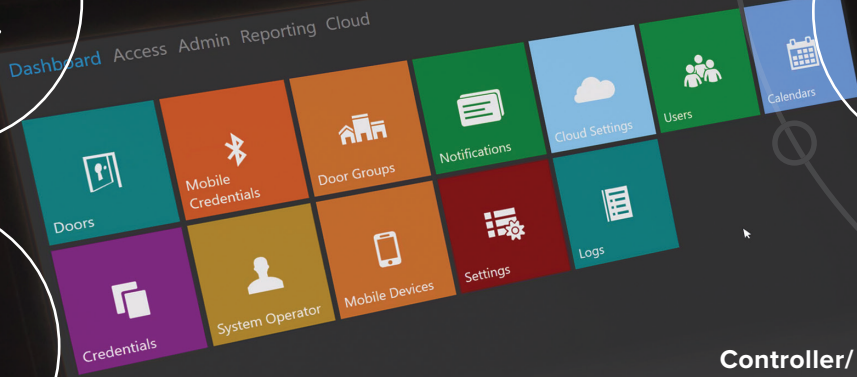 Dashboard Access Admin Reporting Cloud
Doors
Mobile
Credentials
Door Groups
Notifications
Cloud Settings
Users
Calendars
Credentials
System Operator
Mobile Devices
Settings
Logs
Controller/